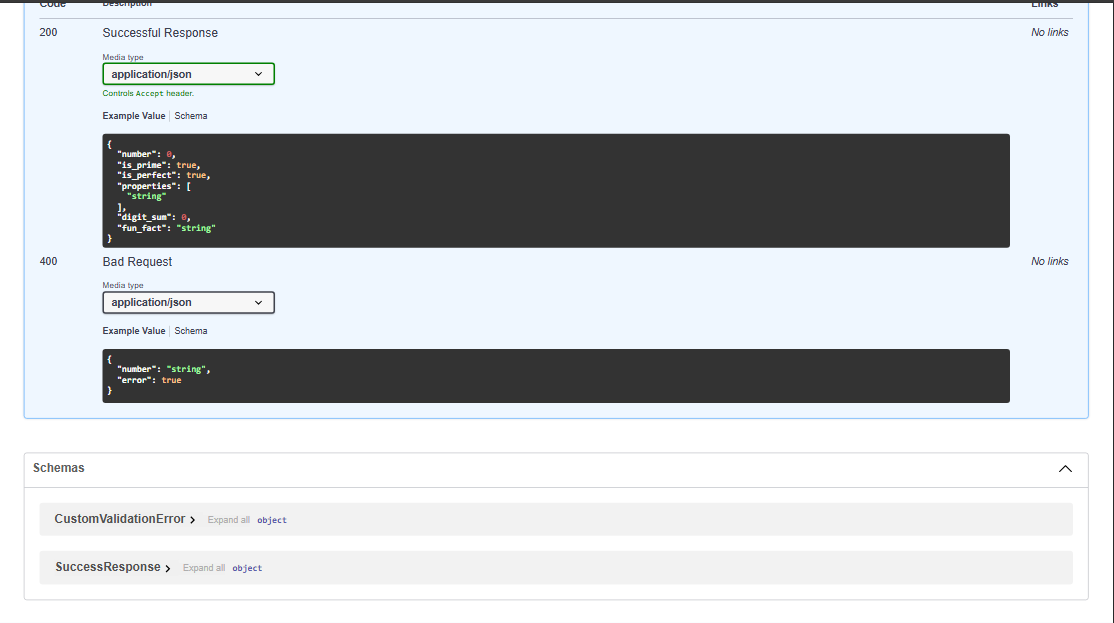 Code Description Links
200 Successful Response No links
Media type
application/json
Controls Accept header.
Example Value Schema
{
"number": 0,
"is_prime": true,
"is_perfect": true,
"properties": [
"string"
],
"digit_sum": 0,
"fun_fact": "string"
}
400 Bad Request No links
Media type
application/json
Example Value Schema
{
"number": "string",
"error": true
}
Schemas
CustomValidationError Expand all object
SuccessResponse Expand all object